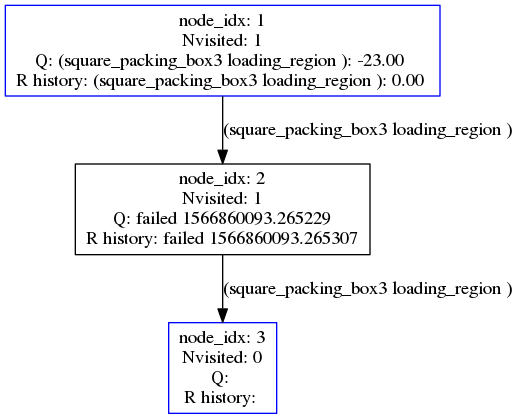 node_idx: 1
Nvisited: 1
Q: (square_packing_box3 loading_region ): -23.00
R history: (square_packing_box3 loading_region ): 0.00
(square_packing_box3 loading_region )
node_idx: 2
Nvisited: 1
Q: failed 1566860093.265229
R history: failed 1566860093.265307
(square_packing_box3 loading_region )
node_idx: 3
Nvisited: 0
Q:
R history: